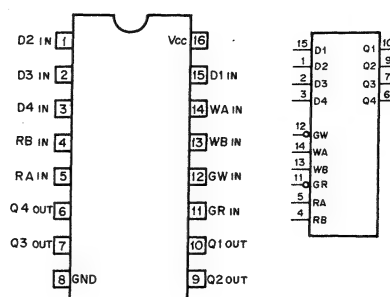 D2 IN 1 Vcc 16
D3 IN 2 15 D1 IN
D4 IN 3 14 WA IN
RB IN 4 13 WB IN
RA IN 5 12 GW IN
Q4 OUT 6 11 GR IN
Q3 OUT 7 10 Q1 OUT
8 GND 9 Q2 OUT
15 D1 Q1 10
1 D2 Q2 9
2 D3 Q3 7
3 D4 Q4 6
12 GW
14 WA
13 WB
11 GR
5 RA
4 RB